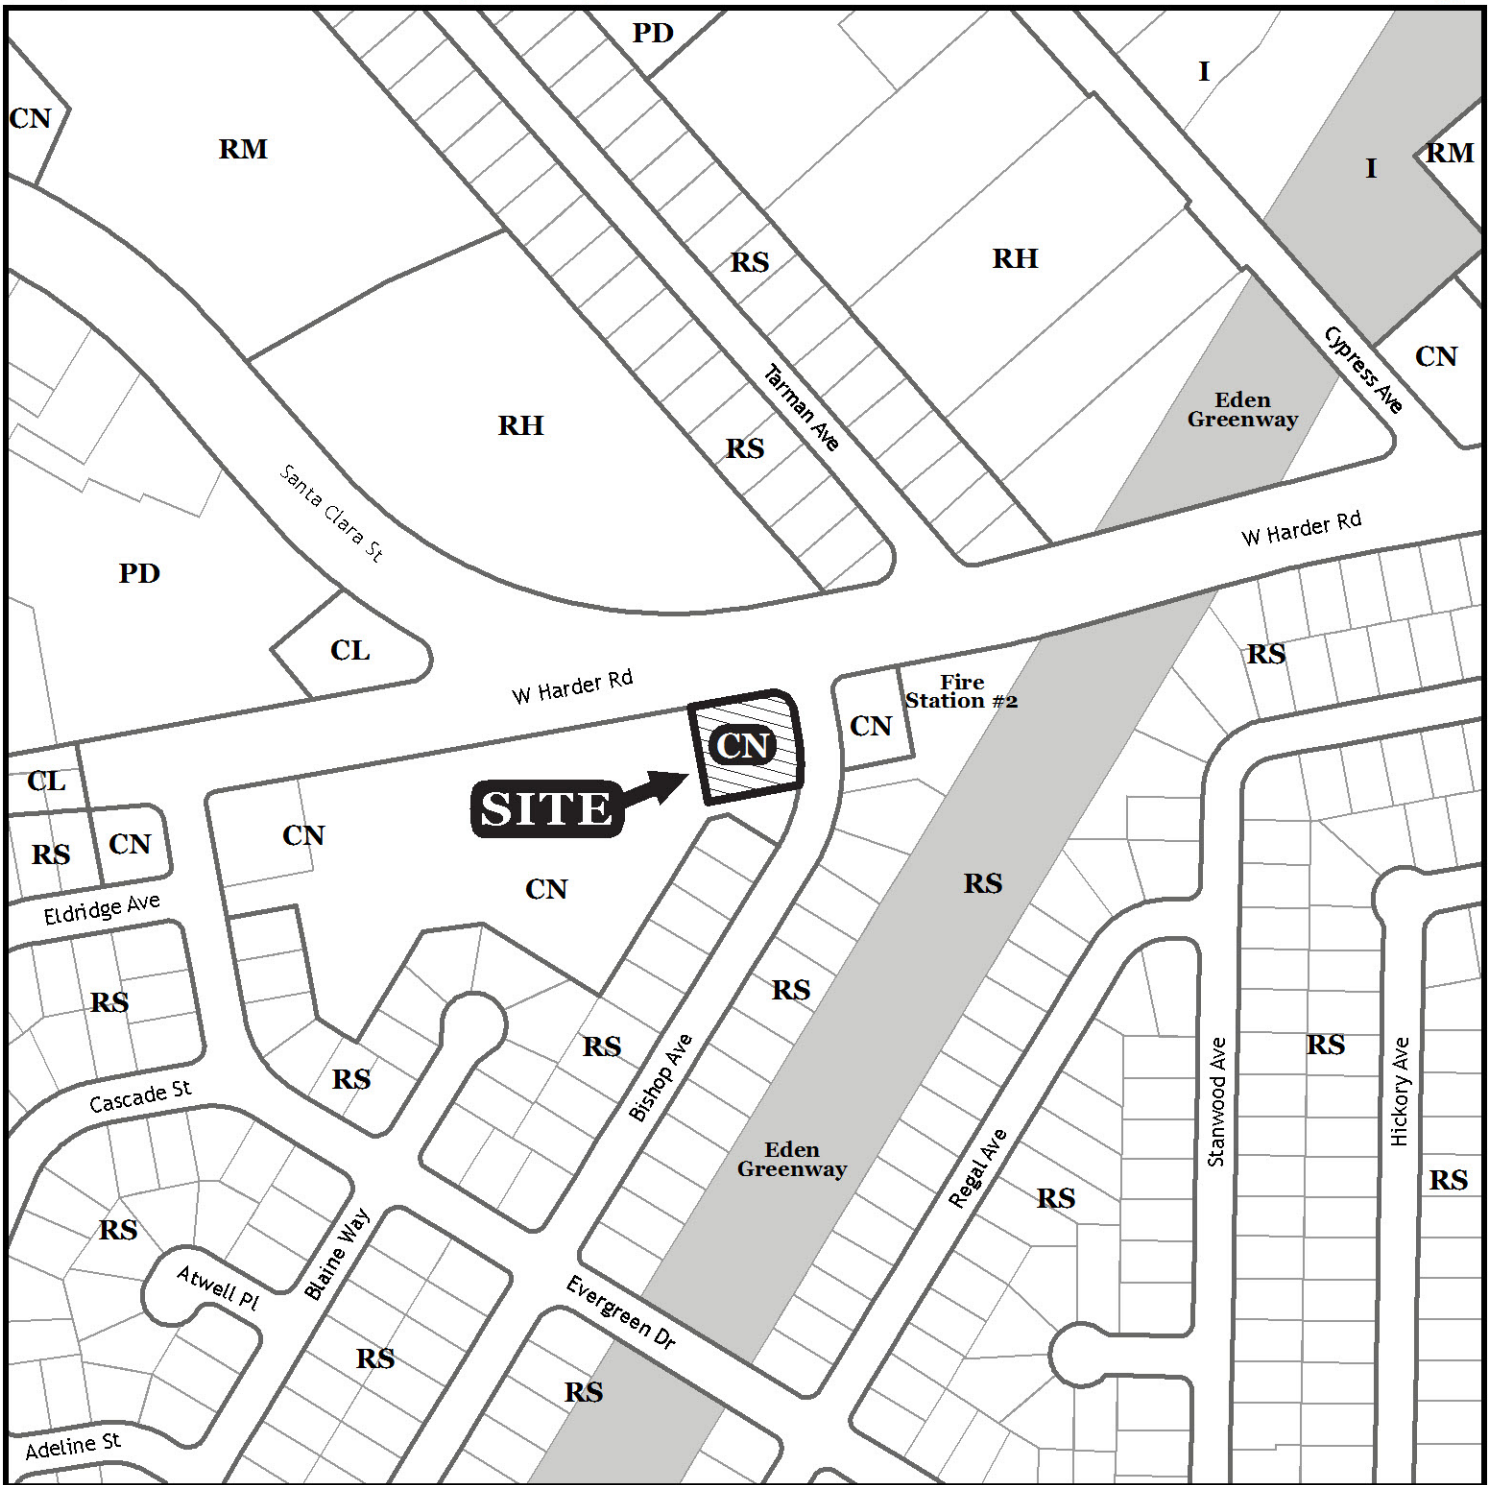 PD
I
CN
RM
I
RM
RS
RH
Cypress Ave
CN
Tarman Ave
Eden
Greenway
RH
RS
Santa Clara St
W Harder Rd
PD
CL
RS
W Harder Rd
Fire
Station #2
CN
CN
CL
SITE
CN
RS
CN
CN
RS
Eldridge Ave
RS
RS
RS
RS
RS
Bishop Ave
Stanwood Ave
Hickory Ave
Cascade St
Eden
Greenway
Regal Ave
RS
RS
RS
Blaine Way
Atwell Pl
Evergreen Dr
RS
RS
Adeline St